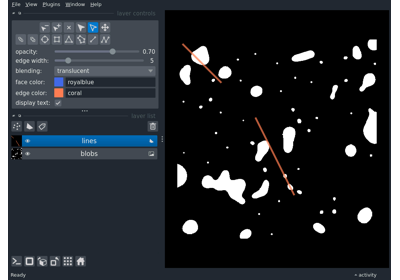 File View Plugins Window Help
layer controls
opacity: 0.70
edge width: 5
blending: translucent
face color: royalblue
edge color: coral
display text:
layer list
lines
blobs
Ready
activity